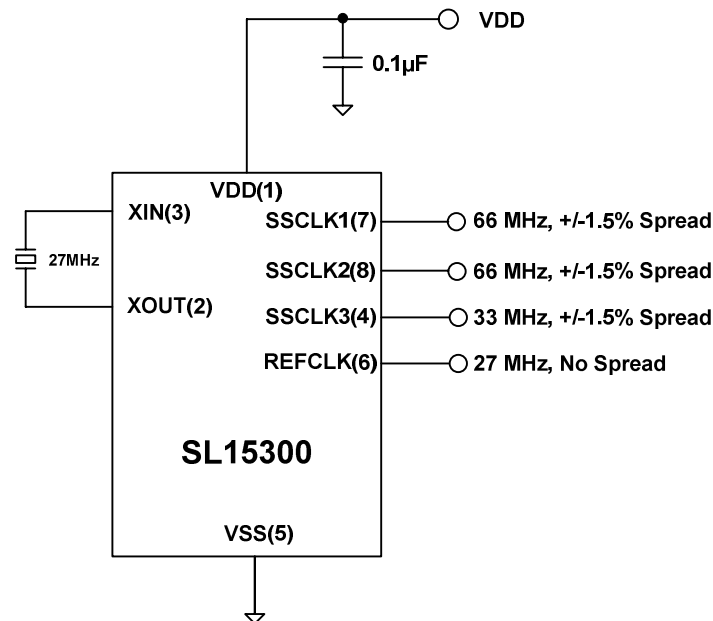 VDD
0.1µF
VDD(1)
XIN(3)
SSCLK1(7)
66 MHz, +/-1.5% Spread
27MHz
SSCLK2(8)
66 MHz, +/-1.5% Spread
XOUT(2)
SSCLK3(4)
33 MHz, +/-1.5% Spread
REFCLK(6)
27 MHz, No Spread
SL15300
VSS(5)